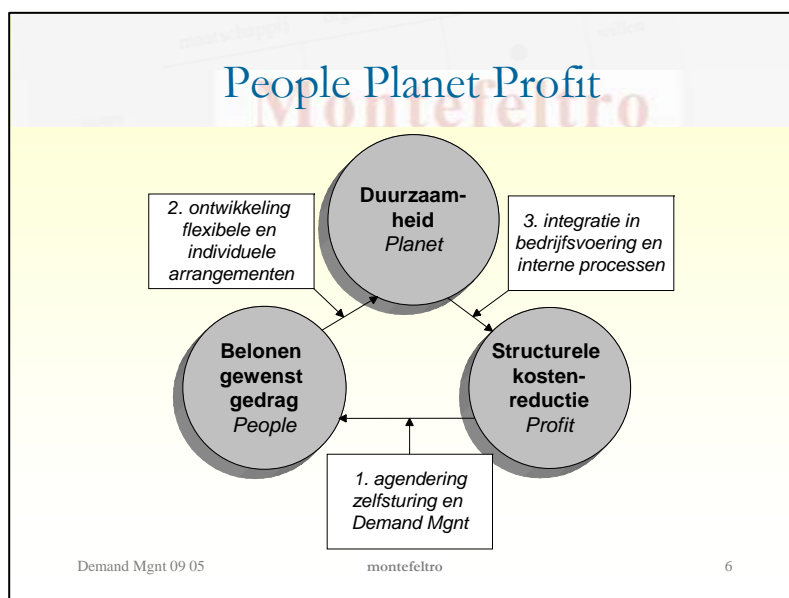 maatschappij
willen
People Planet Profit
Montefeltro
Duurzaam-
heid
Planet
2. ontwikkeling
flexibele en
individuele
arrangementen
3. integratie in
bedrijfsvoering en
interne processen
Belonen
gewenst
gedrag
People
Structurele
kosten-
reductie
Profit
1. agendering
zelfsturing en
Demand Mgnt
Demand Mgnt 09 05
montefeltro
6